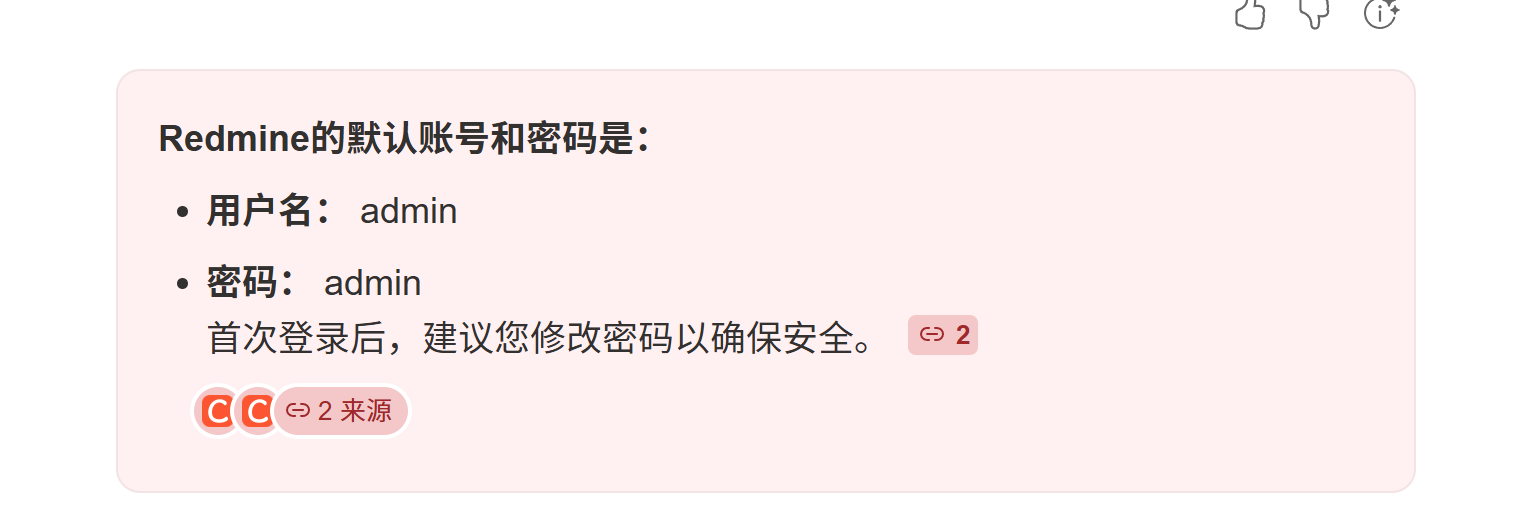 Redmine的默认账号和密码是：
用户名： admin
密码： admin
首次登录后，建议您修改密码以确保安全。 2
C C 2 来源